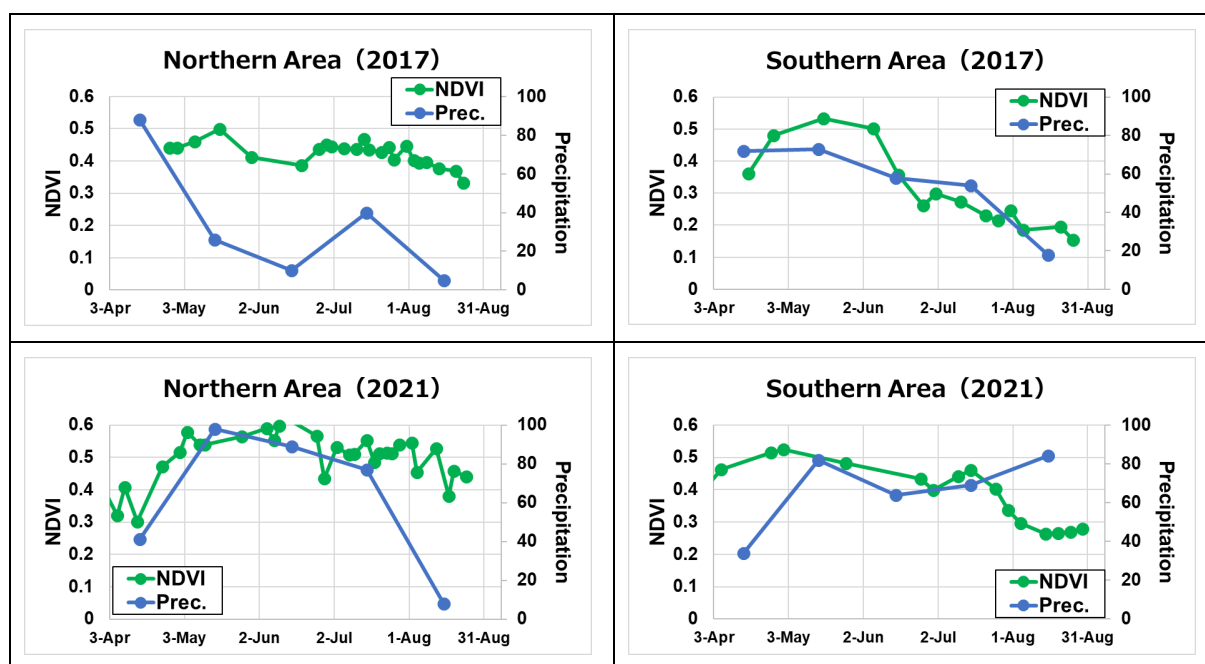 Northern Area（2017）
NDVI
Prec.
0.6
0.5
0.4
0.3
0.2
0.1
0
NDVI
100
80
60
40
20
0
Precipitation
3-Apr 3-May 2-Jun 2-Jul 1-Aug 31-Aug
Southern Area（2017）
NDVI
Prec.
0.6
0.5
0.4
0.3
0.2
0.1
0
NDVI
100
80
60
40
20
0
Precipitation
3-Apr 3-May 2-Jun 2-Jul 1-Aug 31-Aug
Northern Area（2021）
0.6
0.5
0.4
0.3
0.2
0.1
0
NDVI
100
80
60
40
20
0
Precipitation
NDVI
Prec.
3-Apr 3-May 2-Jun 2-Jul 1-Aug 31-Aug
Southern Area（2021）
0.6
0.5
0.4
0.3
0.2
0.1
0
NDVI
100
80
60
40
20
0
Precipitation
NDVI
Prec.
3-Apr 3-May 2-Jun 2-Jul 1-Aug 31-Aug